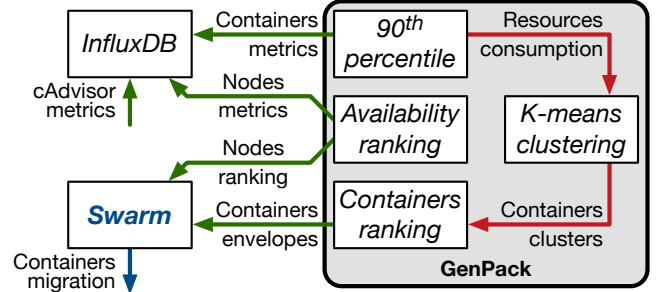 InfluxDB
Containers
metrics
90th
percentile
Resources
consumption
cAdvisor
metrics
Nodes
metrics
Availability
ranking
K-means
clustering
Nodes
ranking
Swarm
Containers
envelopes
Containers
ranking
Containers
clusters
Containers
migration
GenPack